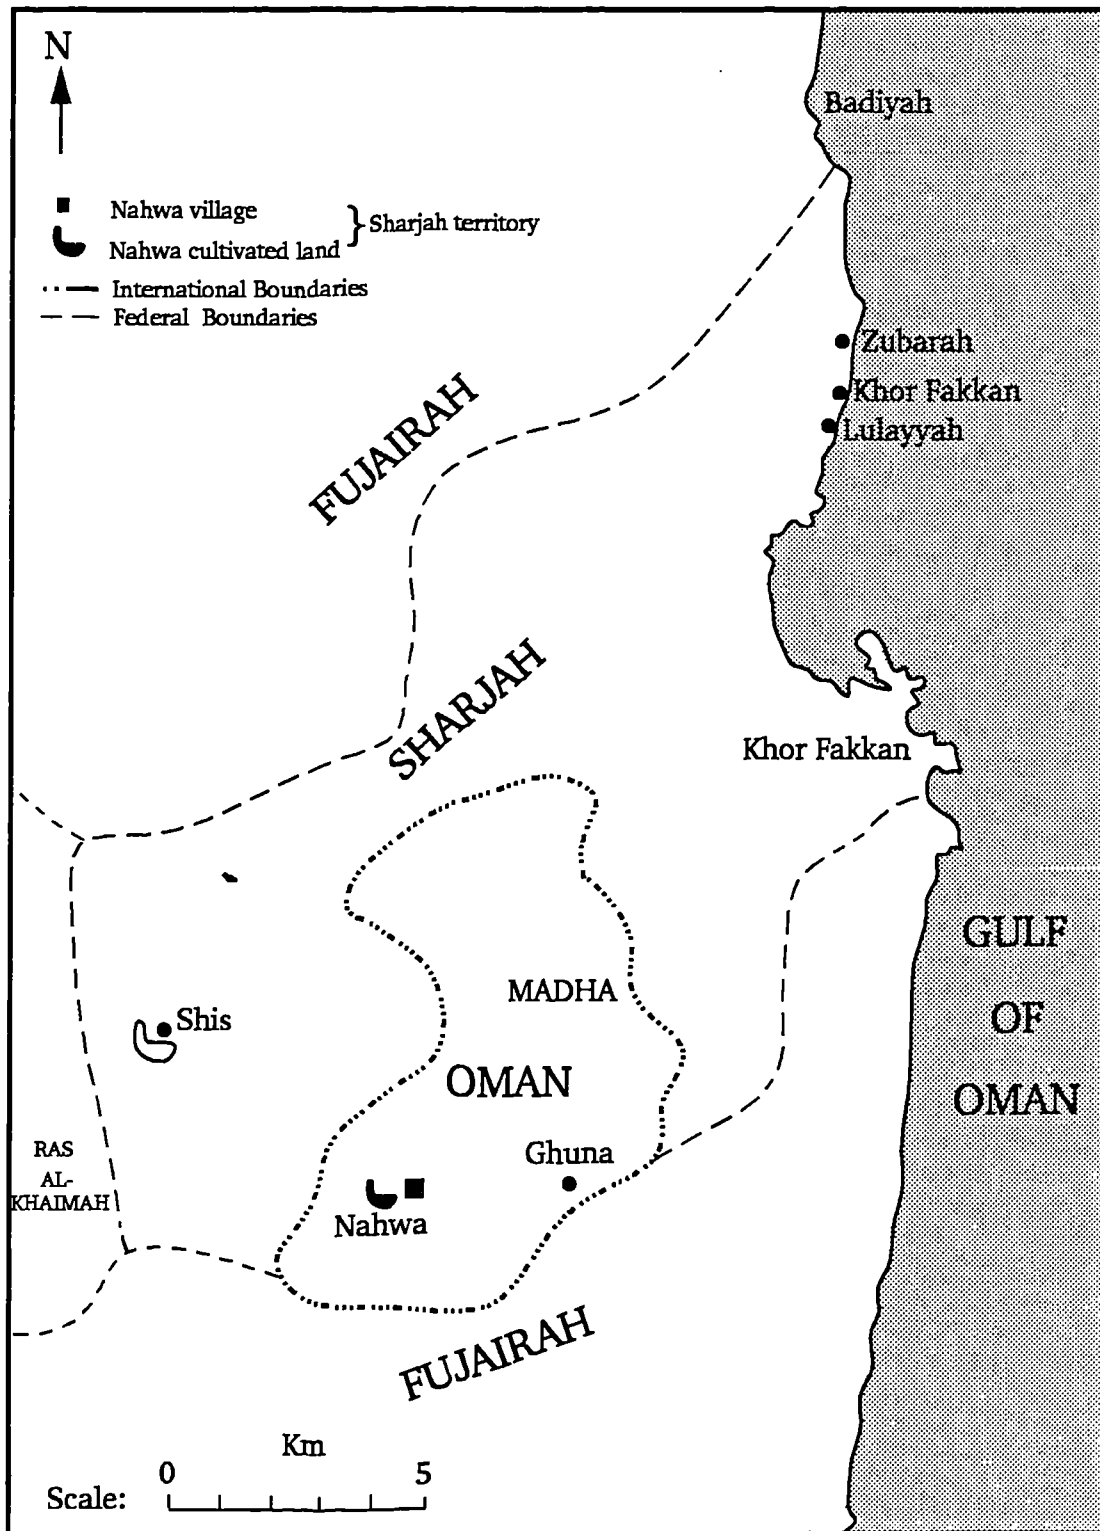 N
Badiyah
Nahwa village
Nahwa cultivated land
Sharjah territory
International Boundaries
Federal Boundaries
Zubarah
Khor Fakkan
Lulayyah
FUJAIRAH
SHARJAH
Khor Fakkan
GULF
OF
OMAN
MADHA
Shis
OMAN
RAS
AL-
KHAIMAH
Ghuna
Nahwa
FUJAIRAH
Km
0 5
Scale: